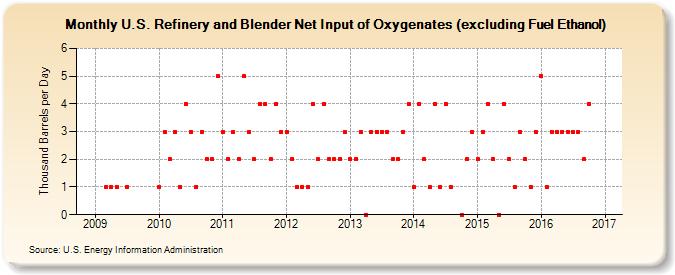 Monthly U.S. Refinery and Blender Net Input of Oxygenates (excluding Fuel Ethanol)
Thousand Barrels per Day
6
5
4
3
2
1
0
2009 2010 2011 2012 2013 2014 2015 2016 2017
Source: U.S. Energy Information Administration